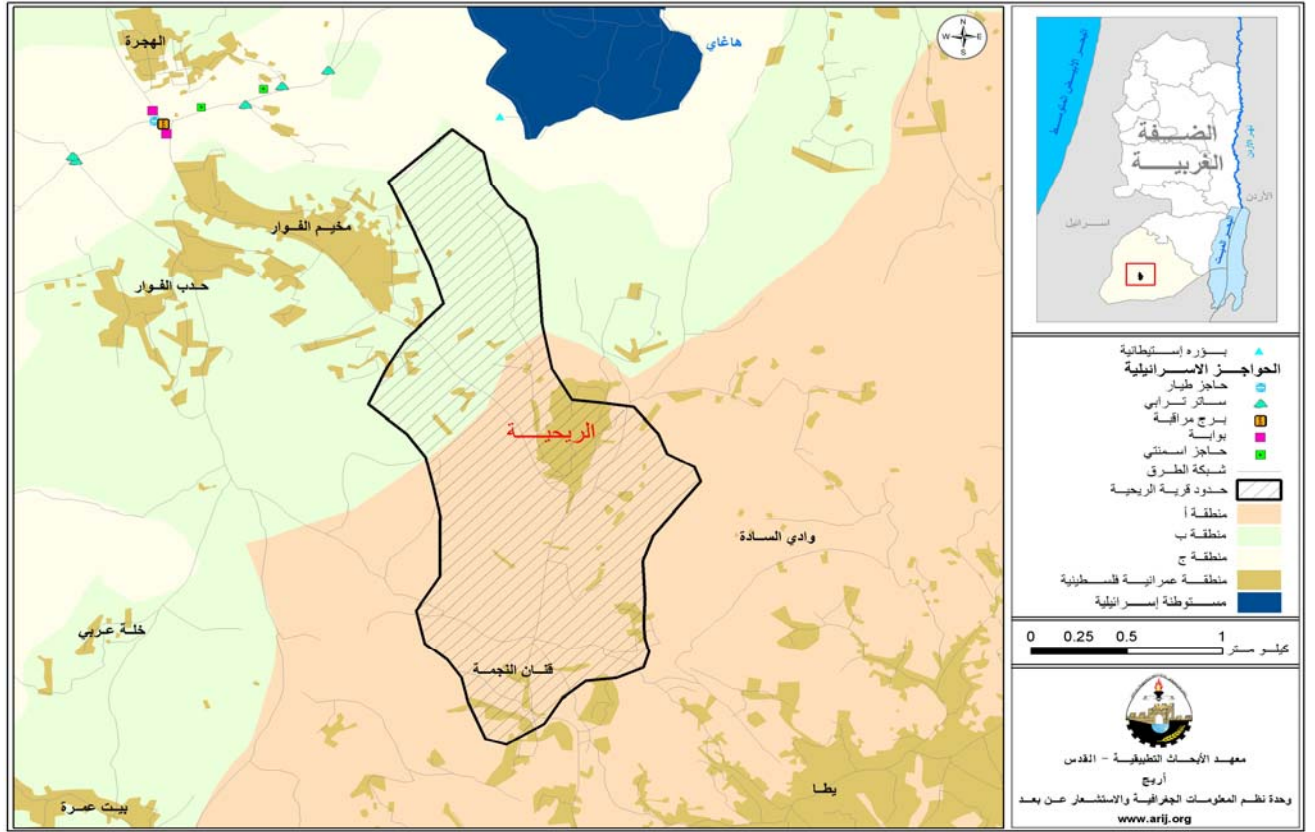 الهجرة
هاغاي
N
W E
S
مخيم الفوار
حدب الفوار
الريحية
وادي السادة
خلة عربي
قنان النجمة
يطا
بيت عمرة
البحر الأبيض المتوسط
الضفة
الغربية
نهر الأردن
الأردن
اسرائيل
البحر الميت
بؤره إستيطانية
الحواجز الاسرائيلية
حاجز طيار
ساتر ترابي
برج مراقبة
بوابة
حاجز اسمنتي
شبكة الطرق
حدود قرية الريحية
منطقة أ
منطقة ب
منطقة ج
منطقة عمرانية فلسطينية
مستوطنة إسرائيلية
0 0.25 0.5 1
كيلو متر
معهد الأبحاث التطبيقية - القدس
أريج
وحدة نظم المعلومات الجغرافية والاستشعار عن بعد
www.arij.org